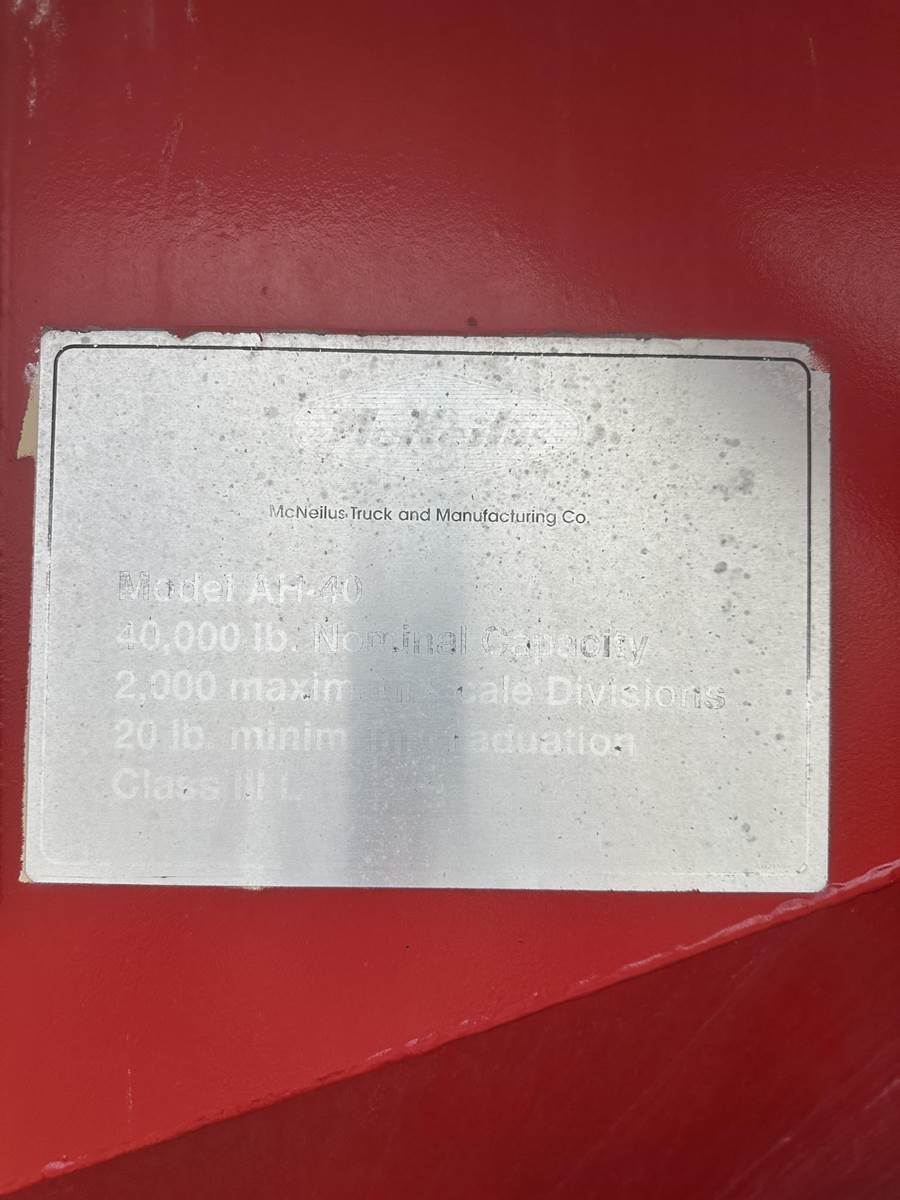 McNeilus
McNeilus Truck and Manufacturing Co.
Model AH-40
40,000 lb. Nominal Capacity
2,000 maximum Scale Divisions
20 lb. minimum graduation
Class III L